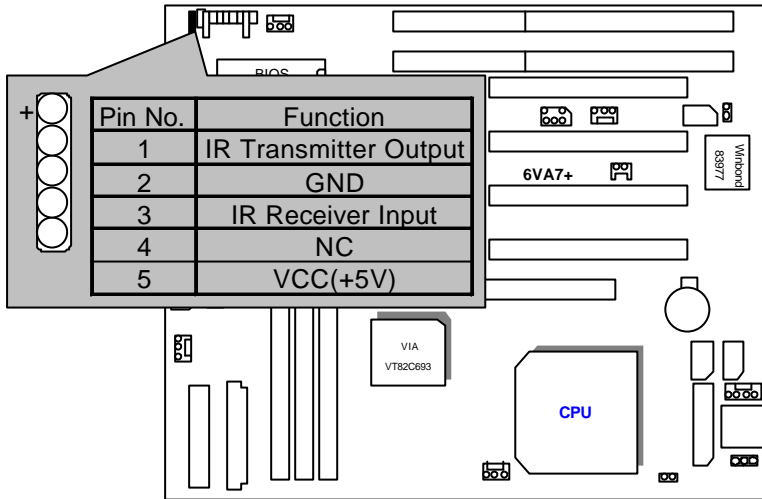 BIOS
+
Pin No. Function
1 IR Transmitter Output
2 GND
3 IR Receiver Input
4 NC
5 VCC(+5V)
6VA7+
Winbond
83977
VIA
VT82C693
CPU